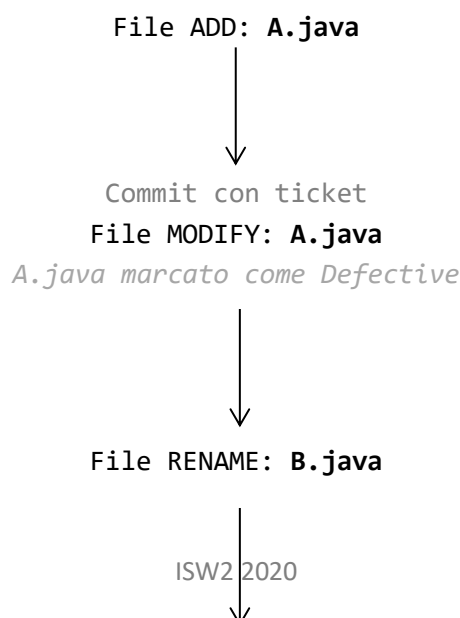 File ADD: A.java
Commit con ticket
File MODIFY: A.java
A.java marcato come Defective
File RENAME: B.java
ISW2 2020